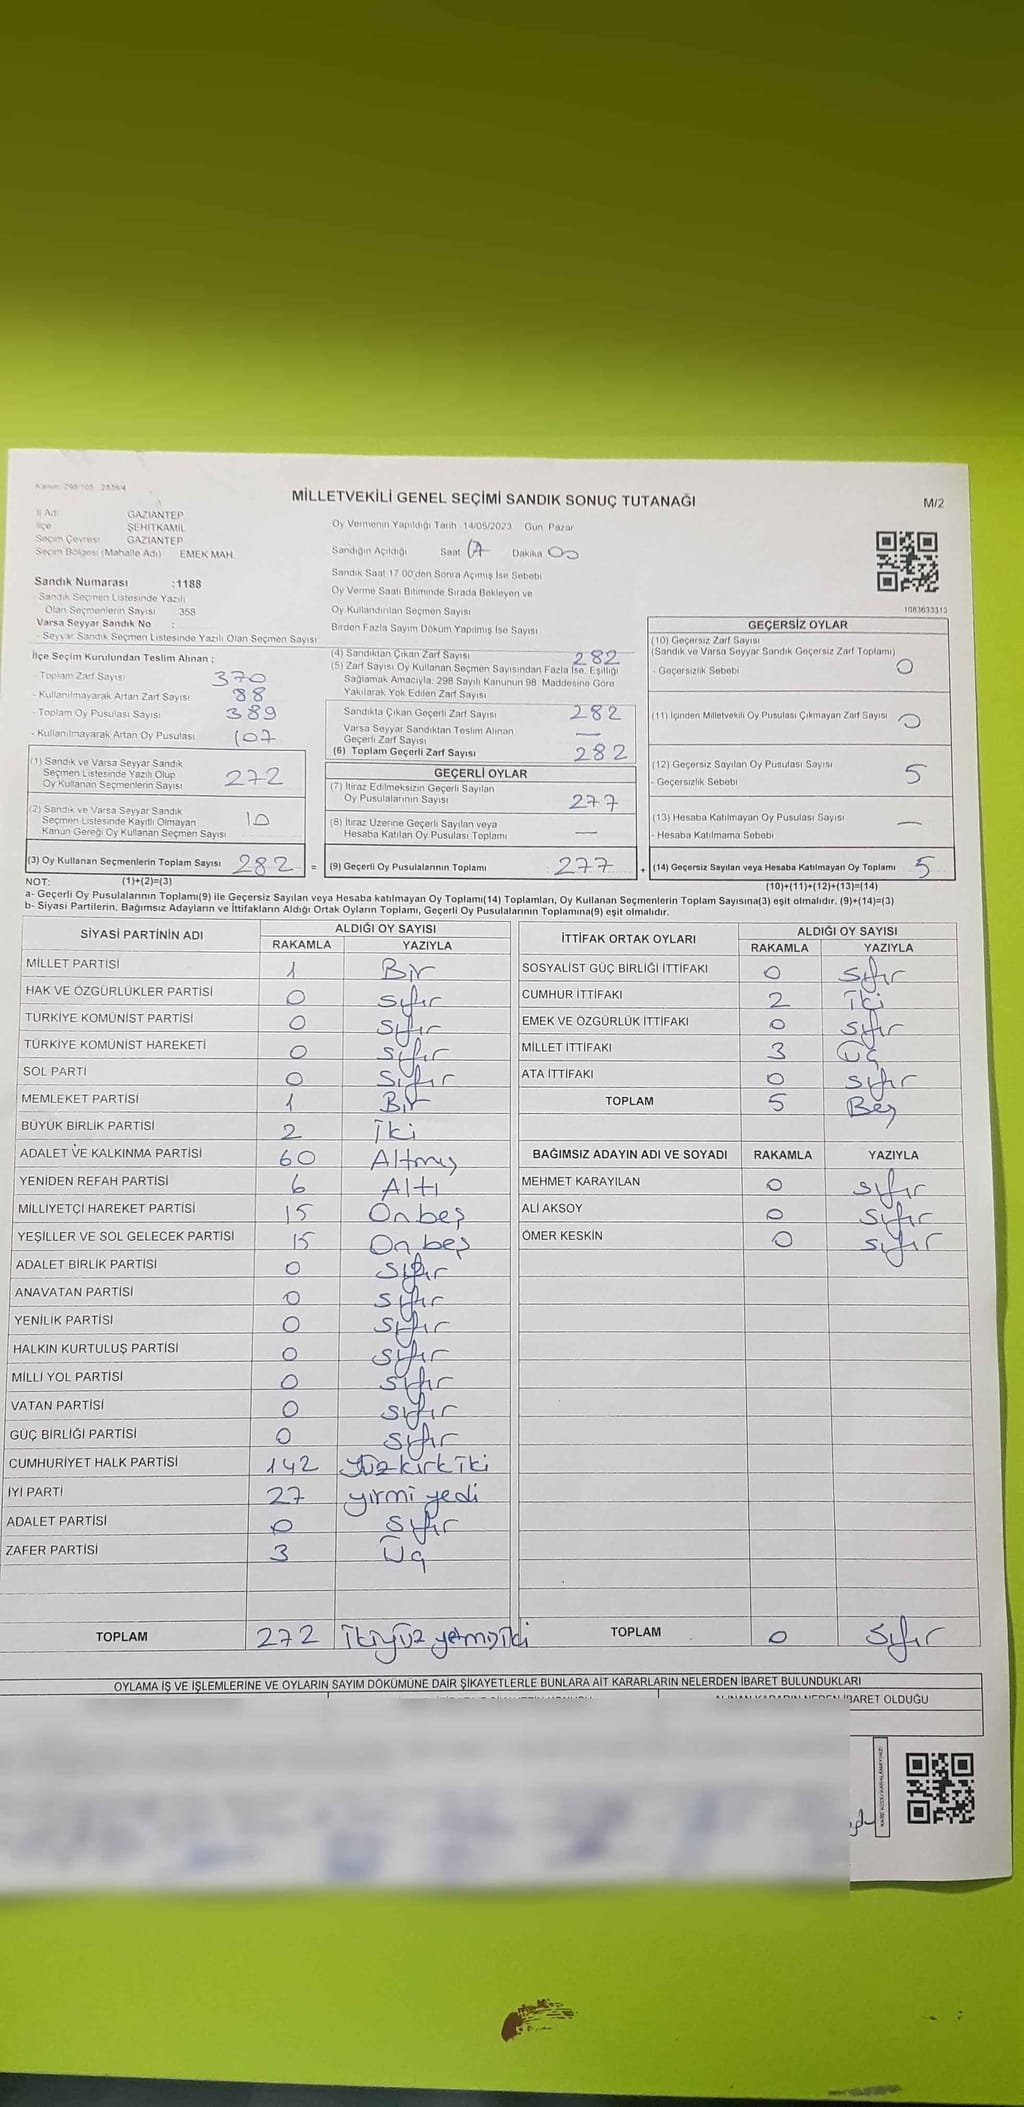 Kanun: 298/105 2839/4
MİLLETVEKİLİ GENEL SEÇİMİ SANDIK SONUÇ TUTANAĞI
M/2
İl Adı GAZİANTEP
İlçe ŞEHİTKAMİL
Seçim Çevresi GAZİANTEP
Seçim Bölgesi (Mahalle Adı) EMEK MAH.
Sandık Numarası :1188
- Sandık Seçmen Listesinde Yazılı
Olan Seçmenlerin Sayısı 358
Varsa Seyyar Sandık No :
- Seyyar Sandık Seçmen Listesinde Yazılı Olan Seçmen Sayısı
Oy Vermenin Yapıldığı Tarih 14/05/2023 Gün Pazar
Sandığın Açıldığı Saat 17 Dakika 00
Sandık Saat 17.00'den Sonra Açımış İse Sebebi
Oy Verme Saati Bitiminde Sırada Bekleyen ve
Oy Kullandırılan Seçmen Sayısı
Birden Fazla Sayım Döküm Yapılmış İse Sayısı
1083633313
İlçe Seçim Kurulundan Teslim Alınan ;
- Toplam Zarf Sayısı 370
- Kullanılmayarak Artan Zarf Sayısı 88
- Toplam Oy Pusulası Sayısı 389
- Kullanılmayarak Artan Oy Pusulası 107
(1) Sandık ve Varsa Seyyar Sandık
Seçmen Listesinde Yazılı Olup
Oy Kullanan Seçmenlerin Sayısı 272
(2) Sandık ve Varsa Seyyar Sandık
Seçmen Listesinde Kayıtlı Olmayan
Kanun Gereği Oy Kullanan Seçmen Sayısı 10
(3) Oy Kullanan Seçmenlerin Toplam Sayısı 282 =
(4) Sandıktan Çıkan Zarf Sayısı 282
(5) Zarf Sayısı Oy Kullanan Seçmen Sayısından Fazla İse, Eşitliği
Sağlamak Amacıyla: 298 Sayılı Kanunun 98. Maddesine Göre
Yakılarak Yok Edilen Zarf Sayısı
Sandıkta Çıkan Geçerli Zarf Sayısı 282
Varsa Seyyar Sandıktan Teslim Alınan
Geçerli Zarf Sayısı —
(6) Toplam Geçerli Zarf Sayısı 282
GEÇERLİ OYLAR
(7) İtiraz Edilmeksizin Geçerli Sayılan
Oy Pusulalarının Sayısı 277
(8) İtiraz Üzerine Geçerli Sayılan veya
Hesaba Katılan Oy Pusulası Toplamı —
(9) Geçerli Oy Pusulalarının Toplamı 277 +
GEÇERSİZ OYLAR
(10) Geçersiz Zarf Sayısı
(Sandık ve Varsa Seyyar Sandık Geçersiz Zarf Toplamı)
- Geçersizlik Sebebi 0
(11) İçinden Milletvekili Oy Pusulası Çıkmayan Zarf Sayısı 0
(12) Geçersiz Sayılan Oy Pusulası Sayısı 5
- Geçersizlik Sebebi
(13) Hesaba Katılmayan Oy Pusulası Sayısı —
- Hesaba Katılmama Sebebi
(14) Geçersiz Sayılan veya Hesaba Katılmayan Oy Toplamı 5
NOT: (1)+(2)=(3)
(10)+(11)+(12)+(13)=(14)
a- Geçerli Oy Pusulalarının Toplamı(9) ile Geçersiz Sayılan veya Hesaba katılmayan Oy Toplamı(14) Toplamları, Oy Kullanan Seçmenlerin Toplam Sayısına(3) eşit olmalıdır. (9)+(14)=(3)
b- Siyasi Partilerin, Bağımsız Adayların ve İttifakların Aldığı Ortak Oyların Toplamı, Geçerli Oy Pusulalarının Toplamına(9) eşit olmalıdır.
SİYASİ PARTİNİN ADI ALDIĞI OY SAYISI
RAKAMLA YAZIYLA
MİLLET PARTİSİ 1 Bir
HAK VE ÖZGÜRLÜKLER PARTİSİ 0 sıfır
TÜRKİYE KOMÜNİST PARTİSİ 0 sıfır
TÜRKİYE KOMÜNİST HAREKETİ 0 sıfır
SOL PARTİ 0 sıfır
MEMLEKET PARTİSİ 1 Bir
BÜYÜK BİRLİK PARTİSİ 2 İki
ADALET VE KALKINMA PARTİSİ 60 Altmış
YENİDEN REFAH PARTİSİ 6 Altı
MİLLİYETÇİ HAREKET PARTİSİ 15 Onbeş
YEŞİLLER VE SOL GELECEK PARTİSİ 15 On beş
ADALET BİRLİK PARTİSİ 0 sıfır
ANAVATAN PARTİSİ 0 sıfır
YENİLİK PARTİSİ 0 sıfır
HALKIN KURTULUŞ PARTİSİ 0 sıfır
MİLLİ YOL PARTİSİ 0 sıfır
VATAN PARTİSİ 0 sıfır
GÜÇ BİRLİĞİ PARTİSİ 0 sıfır
CUMHURİYET HALK PARTİSİ 142 Yüz kırk iki
İYİ PARTİ 27 yirmi yedi
ADALET PARTİSİ 0 sıfır
ZAFER PARTİSİ 3 Üç
TOPLAM 272 İkiyüz yetmiş iki
İTTİFAK ORTAK OYLARI ALDIĞI OY SAYISI
RAKAMLA YAZIYLA
SOSYALİST GÜÇ BİRLİĞİ İTTİFAKI 0 sıfır
CUMHUR İTTİFAKI 2 İki
EMEK VE ÖZGÜRLÜK İTTİFAKI 0 sıfır
MİLLET İTTİFAKI 3 Üç
ATA İTTİFAKI 0 sıfır
TOPLAM 5 Beş
BAĞIMSIZ ADAYIN ADI VE SOYADI RAKAMLA YAZIYLA
MEHMET KARAYILAN 0 sıfır
ALİ AKSOY 0 sıfır
ÖMER KESKİN 0 sıfır
TOPLAM 0 sıfır
OYLAMA İŞ VE İŞLEMLERİNE VE OYLARIN SAYIM DÖKÜMÜNE DAİR ŞİKAYETLERLE BUNLARA AİT KARARLARIN NELERDEN İBARET BULUNDUKLARI
ALINAN KARARIN NEDEN İBARET OLDUĞU